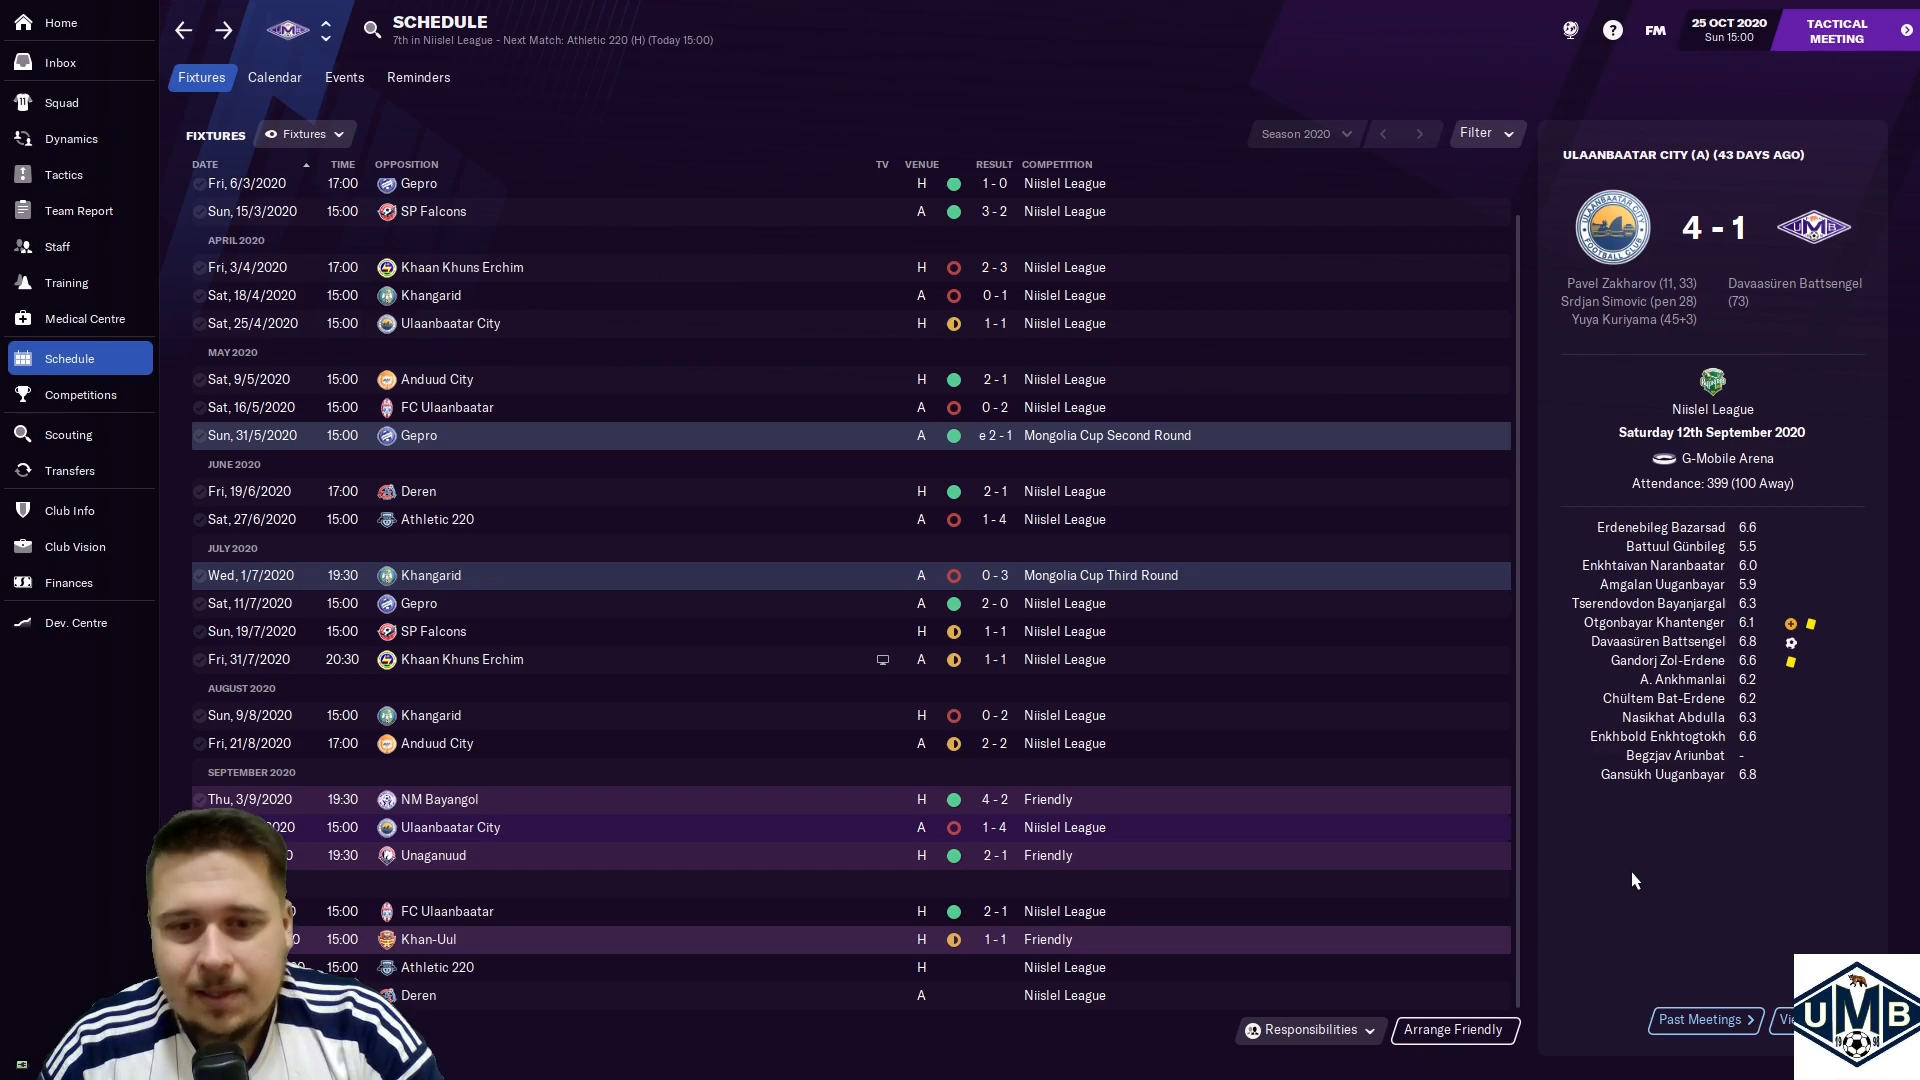 Home
SCHEDULE
7th in Niislel League - Next Match: Athletic 220 (H) (Today 15:00)
FM
25 OCT 2020
Sun 15:00
TACTICAL
MEETING
Inbox
Fixtures Calendar Events Reminders
Squad
Dynamics
Tactics
Team Report
Staff
Training
Medical Centre
Schedule
Competitions
Scouting
Transfers
Club Info
Club Vision
Finances
Dev. Centre
FIXTURES Fixtures Season 2020 Filter
DATE TIME OPPOSITION TV VENUE RESULT COMPETITION
Fri, 6/3/2020 17:00 Gepro H 1 - 0 Niislel League
Sun, 15/3/2020 15:00 SP Falcons A 3 - 2 Niislel League
APRIL 2020
Fri, 3/4/2020 17:00 Khaan Khuns Erchim H 2 - 3 Niislel League
Sat, 18/4/2020 15:00 Khangarid A 0 - 1 Niislel League
Sat, 25/4/2020 15:00 Ulaanbaatar City H 1 - 1 Niislel League
MAY 2020
Sat, 9/5/2020 15:00 Anduud City H 2 - 1 Niislel League
Sat, 16/5/2020 15:00 FC Ulaanbaatar A 0 - 2 Niislel League
Sun, 31/5/2020 15:00 Gepro A e 2 - 1 Mongolia Cup Second Round
JUNE 2020
Fri, 19/6/2020 17:00 Deren H 2 - 1 Niislel League
Sat, 27/6/2020 15:00 Athletic 220 A 1 - 4 Niislel League
JULY 2020
Wed, 1/7/2020 19:30 Khangarid A 0 - 3 Mongolia Cup Third Round
Sat, 11/7/2020 15:00 Gepro A 2 - 0 Niislel League
Sun, 19/7/2020 15:00 SP Falcons H 1 - 1 Niislel League
Fri, 31/7/2020 20:30 Khaan Khuns Erchim A 1 - 1 Niislel League
AUGUST 2020
Sun, 9/8/2020 15:00 Khangarid H 0 - 2 Niislel League
Fri, 21/8/2020 17:00 Anduud City A 2 - 2 Niislel League
SEPTEMBER 2020
Thu, 3/9/2020 19:30 NM Bayangol H 4 - 2 Friendly
020 15:00 Ulaanbaatar City A 1 - 4 Niislel League
0 19:30 Unaganuud H 2 - 1 Friendly
15:00 FC Ulaanbaatar H 2 - 1 Niislel League
0 15:00 Khan-Uul H 1 - 1 Friendly
15:00 Athletic 220 H Niislel League
Deren A Niislel League
Responsibilities Arrange Friendly
ULAANBAATAR CITY (A) (43 DAYS AGO)
ULAANBAATAR CITY
FOOTBALL CLUB
4 - 1
UMB
Pavel Zakharov (11, 33)
Srdjan Simovic (pen 28)
Yuya Kuriyama (45+3)
Davaasüren Battsengel
(73)
Niislel League
Saturday 12th September 2020
G-Mobile Arena
Attendance: 399 (100 Away)
Erdenebileg Bazarsad 6.6
Battuul Günbileg 5.5
Enkhtaivan Naranbaatar 6.0
Amgalan Uuganbayar 5.9
Tserendovdon Bayanjargal 6.3
Otgonbayar Khantenger 6.1
Davaasüren Battsengel 6.8
Gandorj Zol-Erdene 6.6
A. Ankhmanlai 6.2
Chültem Bat-Erdene 6.2
Nasikhat Abdulla 6.3
Enkhbold Enkhtogtokh 6.6
Begzjav Ariunbat -
Gansükh Uuganbayar 6.8
Past Meetings
UMB
19 98